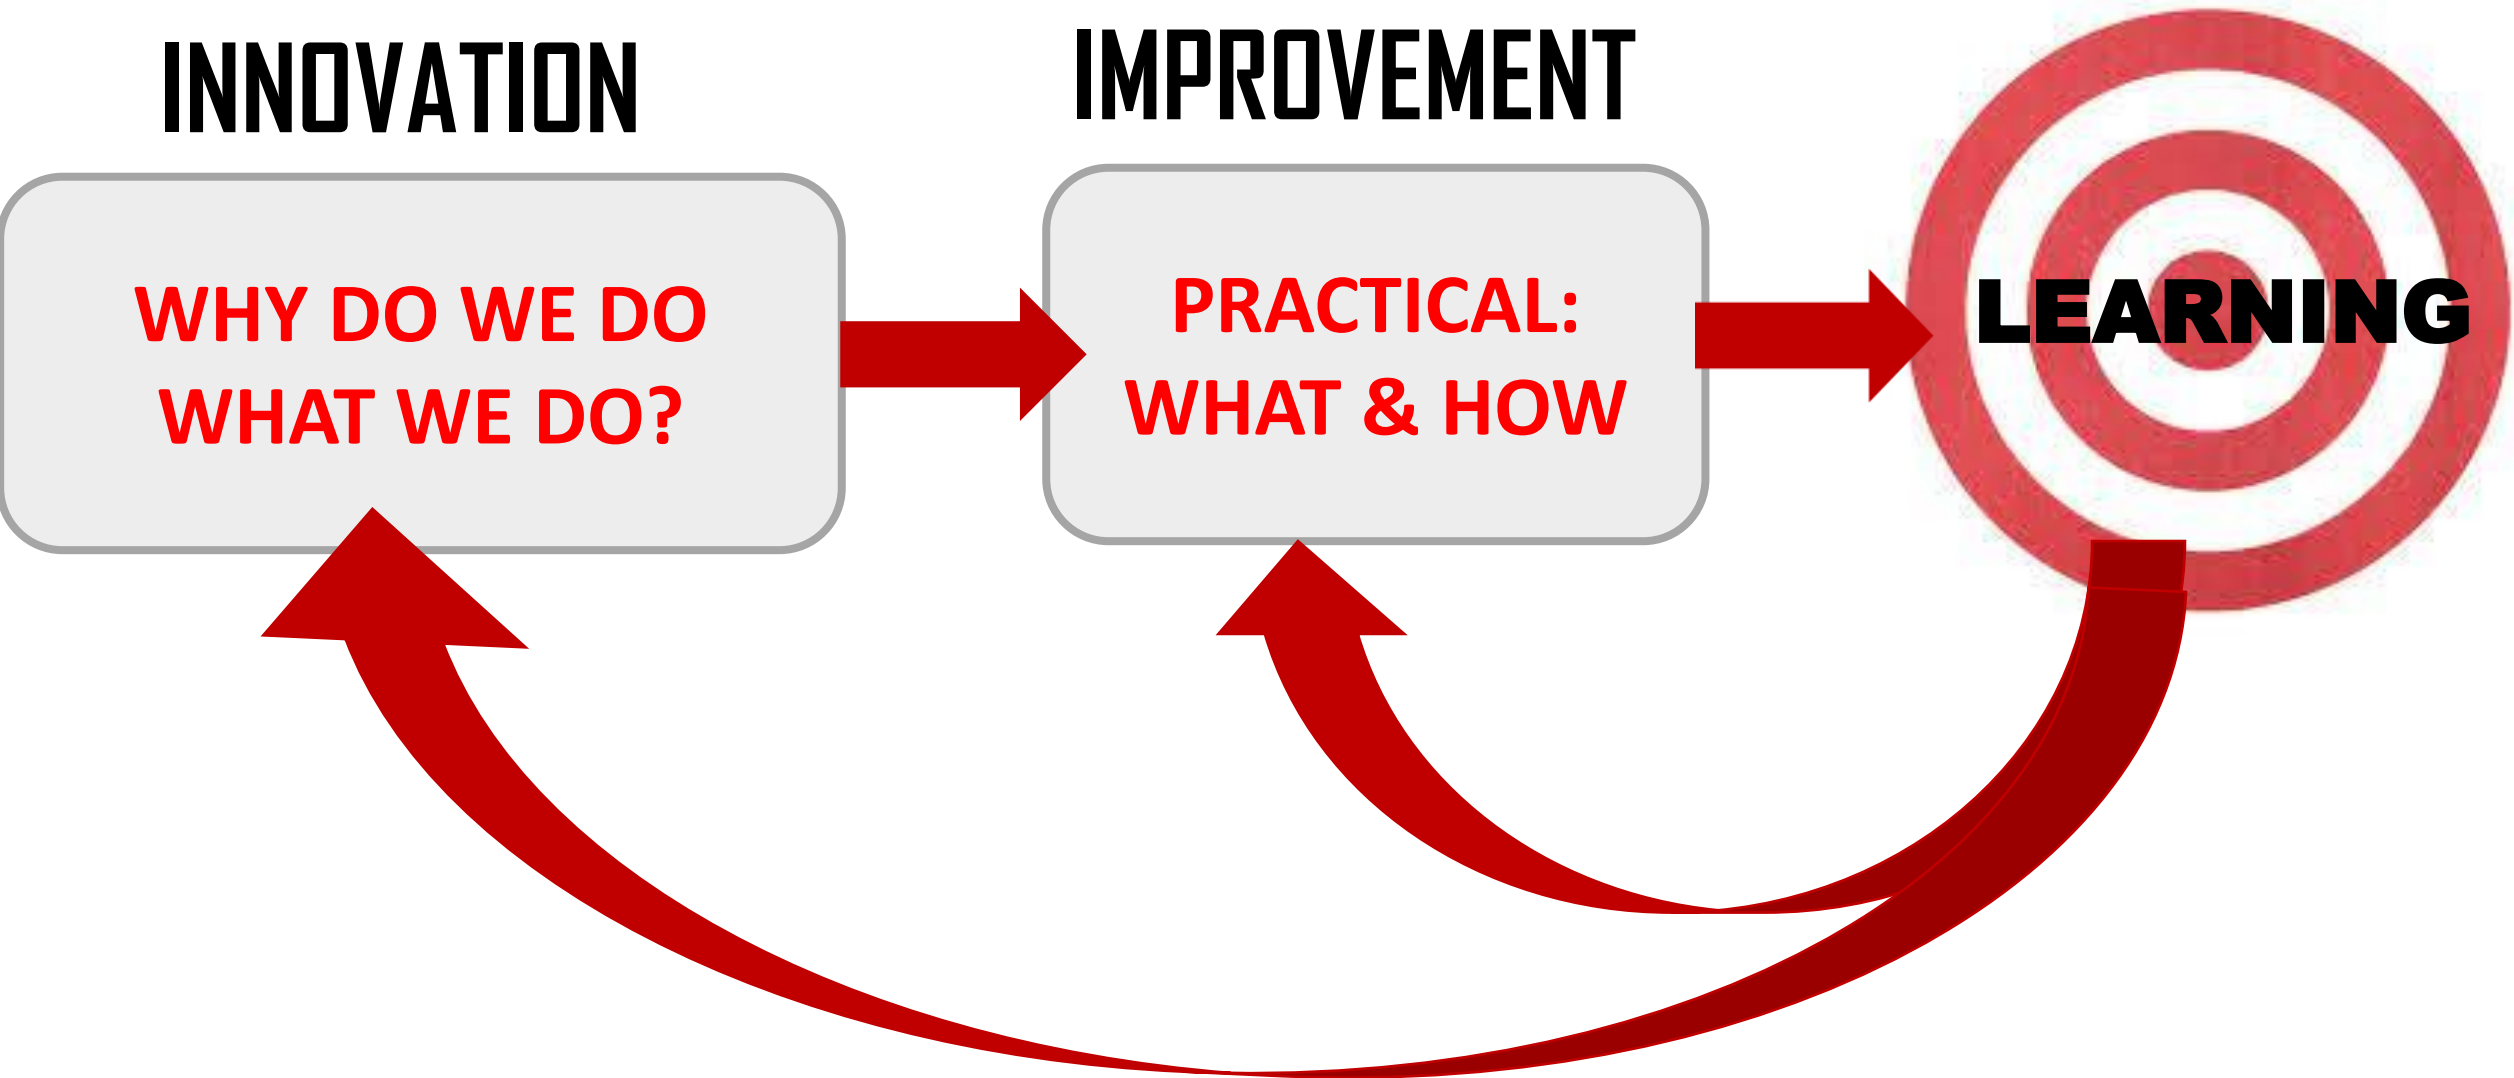 INNOVATION
WHY DO WE DO
WHAT WE DO?
IMPROVEMENT
PRACTICAL:
WHAT & HOW
LEARNING